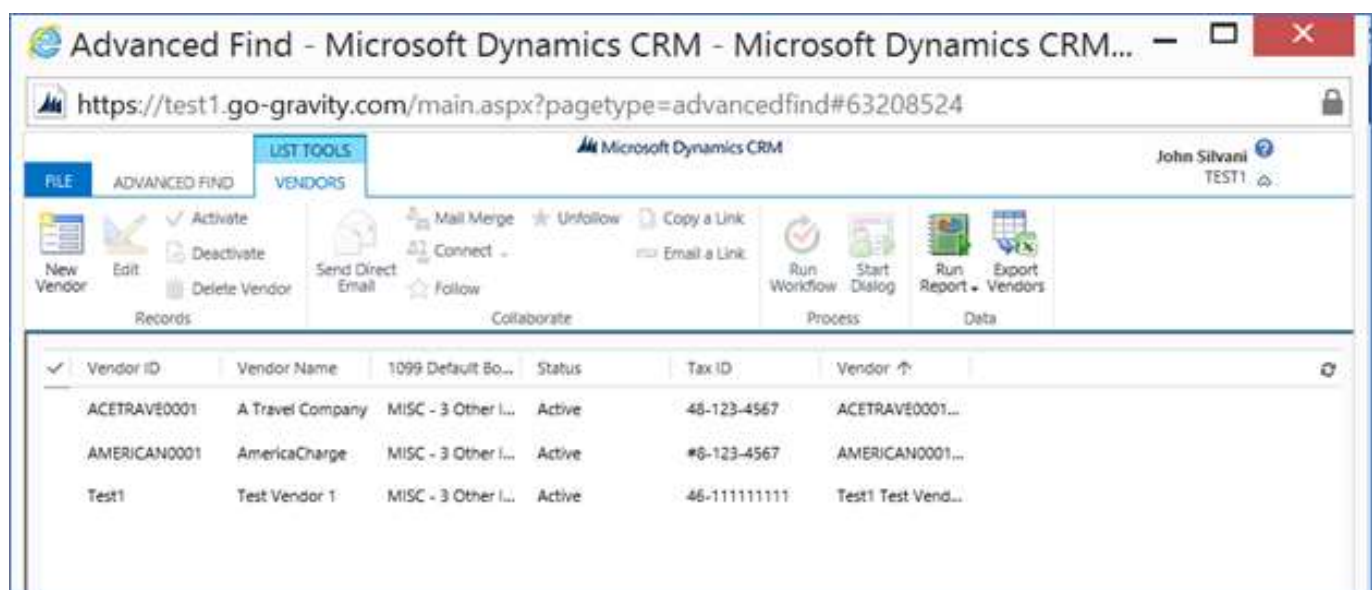 Advanced Find - Microsoft Dynamics CRM - Microsoft Dynamics CRM...
https://test1.go-gravity.com/main.aspx?pagetype=advancedfind#63208524
LIST TOOLS
Microsoft Dynamics CRM
John Silvani
TEST1
FILE ADVANCED FIND VENDORS
New Vendor
Edit
Activate
Deactivate
Delete Vendor
Records
Send Direct Email
Mail Merge
Connect
Follow
Unfollow
Copy a Link
Email a Link
Collaborate
Run Workflow
Start Dialog
Process
Run Report
Export Vendors
Data
Vendor ID Vendor Name 1099 Default Bo... Status Tax ID Vendor
ACETRAVE0001 A Travel Company MISC - 3 Other I... Active 48-123-4567 ACETRAVE0001...
AMERICAN0001 AmericaCharge MISC - 3 Other I... Active #8-123-4567 AMERICAN0001...
Test1 Test Vendor 1 MISC - 3 Other I... Active 46-111111111 Test1 Test Vend...